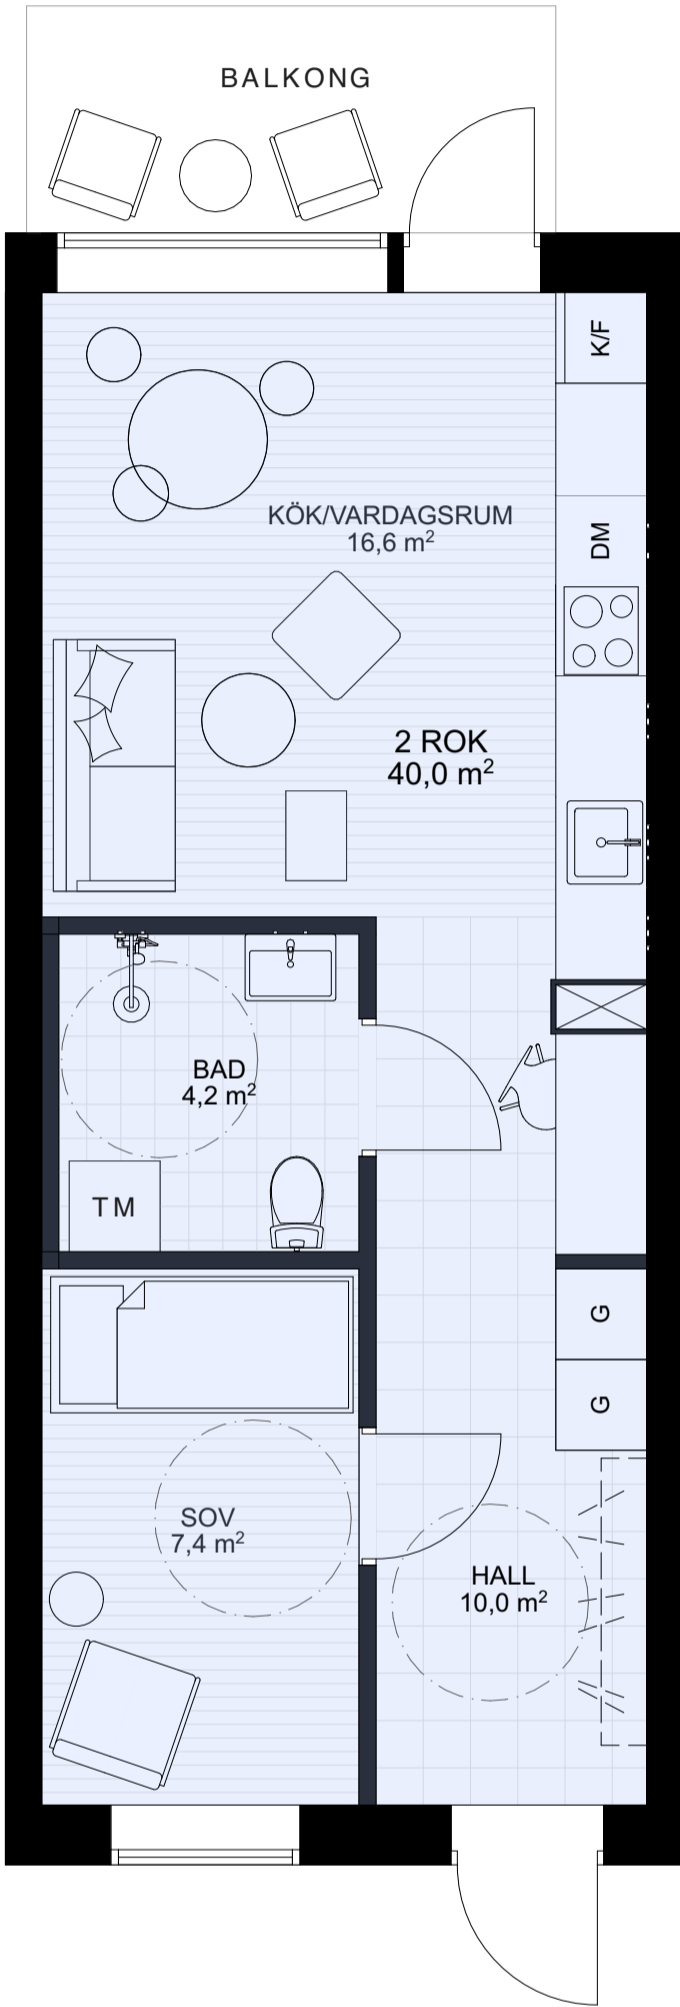 BALKONG
K/F
KÖK/VARDAGSRUM
16,6 m²
DM
2 ROK
40,0 m²
BAD
4,2 m²
TM
G
G
SOV
7,4 m²
HALL
10,0 m²